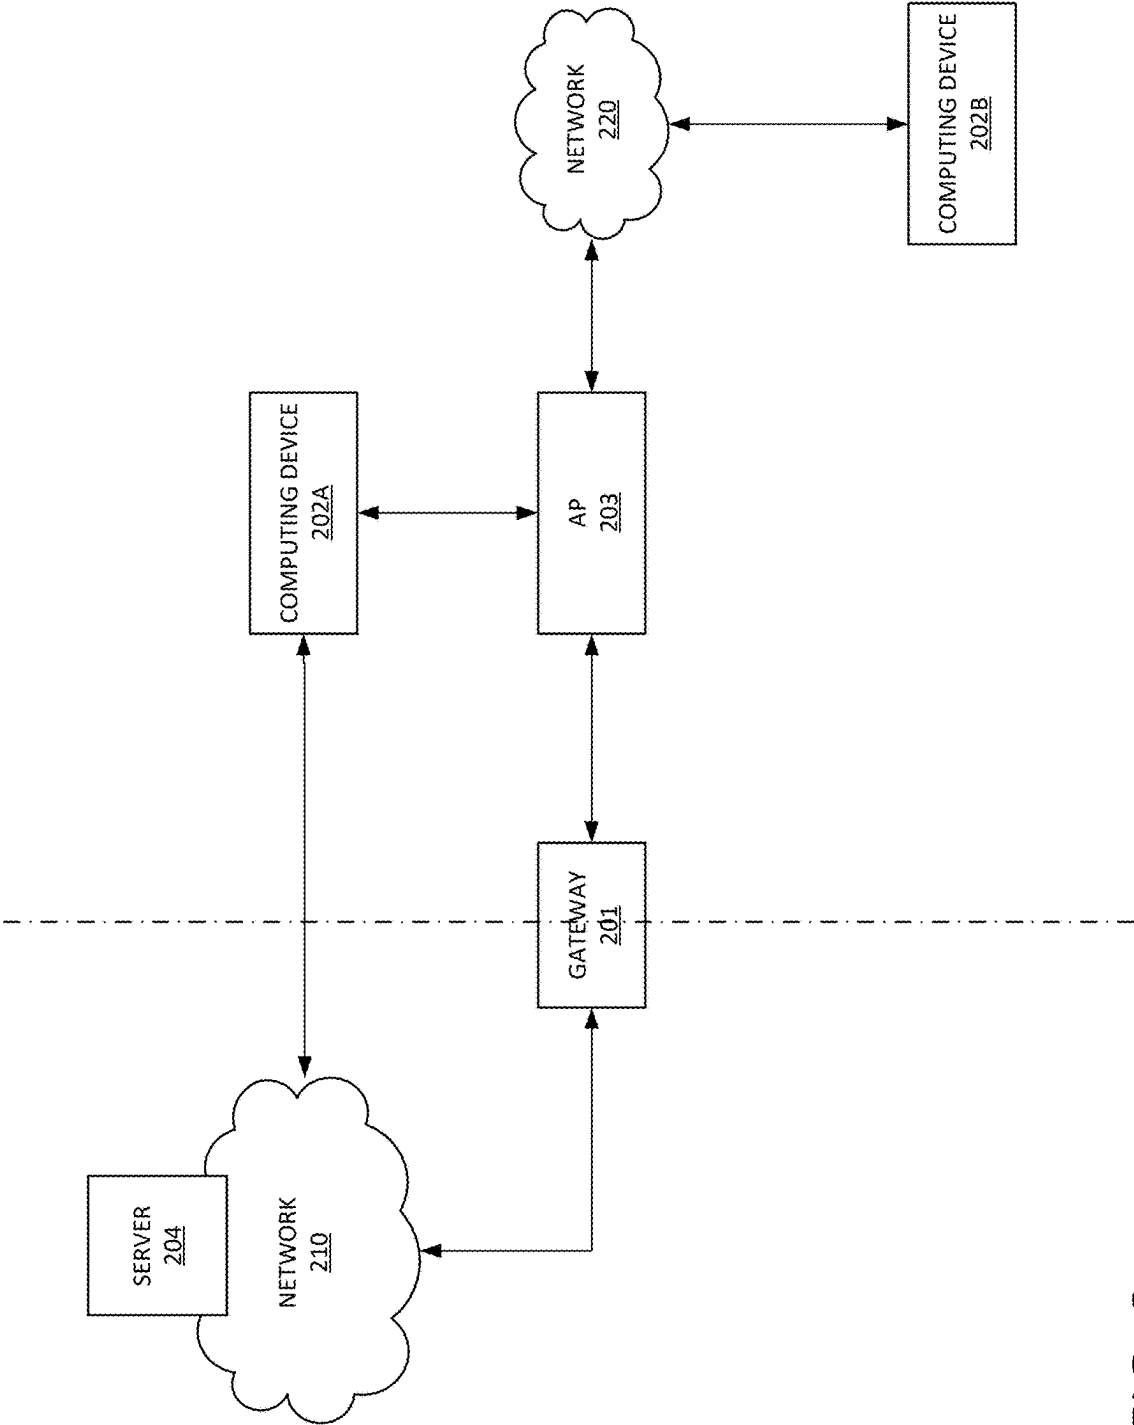 SERVER
204
NETWORK
210
GATEWAY
201
COMPUTING DEVICE
202A
AP
203
NETWORK
220
COMPUTING DEVICE
202B